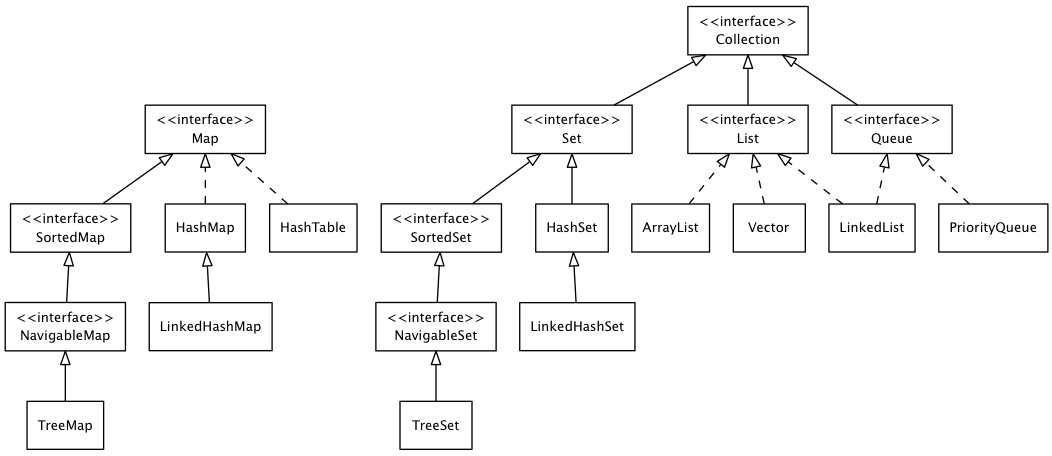 <<interface>>
Collection
<<interface>>
Map
<<interface>>
Set
<<interface>>
List
<<interface>>
Queue
<<interface>>
SortedMap
HashMap
HashTable
<<interface>>
SortedSet
HashSet
ArrayList
Vector
LinkedList
PriorityQueue
<<interface>>
NavigableMap
LinkedHashMap
<<interface>>
NavigableSet
LinkedHashSet
TreeMap
TreeSet